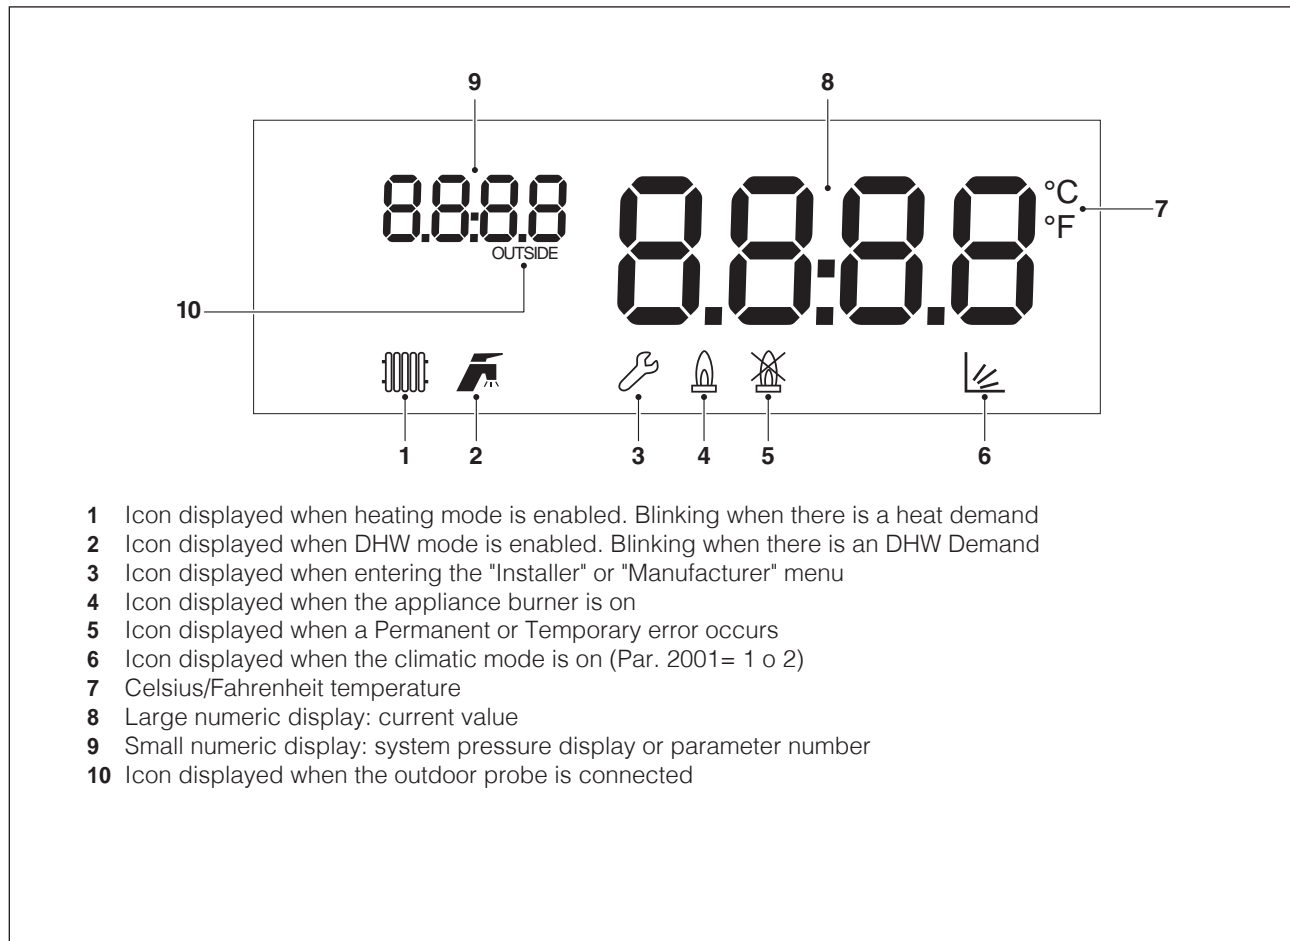 9 8
8.8:8.8 8.8:8.8 °C
°F
7
OUTSIDE
10
1 2 3 4 5 6
1 Icon displayed when heating mode is enabled. Blinking when there is a heat demand
2 Icon displayed when DHW mode is enabled. Blinking when there is an DHW Demand
3 Icon displayed when entering the "Installer" or "Manufacturer" menu
4 Icon displayed when the appliance burner is on
5 Icon displayed when a Permanent or Temporary error occurs
6 Icon displayed when the climatic mode is on (Par. 2001= 1 o 2)
7 Celsius/Fahrenheit temperature
8 Large numeric display: current value
9 Small numeric display: system pressure display or parameter number
10 Icon displayed when the outdoor probe is connected